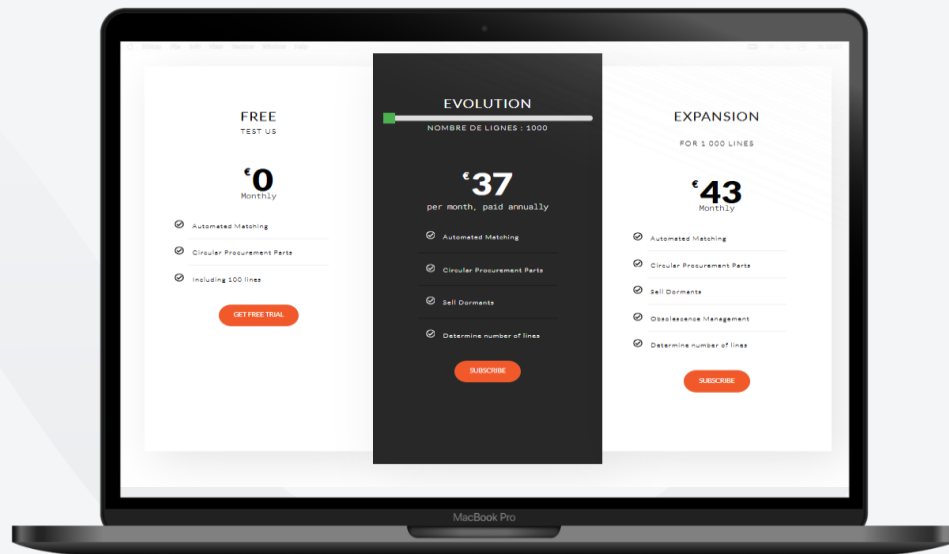 FREE
TEST US
€0
Monthly
Automated Matching
Circular Procurement Parts
Including 100 lines
GET FREE TRIAL
EVOLUTION
NOMBRE DE LIGNES : 1000
€37
per month, paid annually
Automated Matching
Circular Procurement Parts
Sell Dormants
Determine number of lines
SUBSCRIBE
EXPANSION
FOR 1 000 LINES
€43
Monthly
Automated Matching
Circular Procurement Parts
Sell Dormants
Obsolescence Management
Determine number of lines
SUBSCRIBE
MacBook Pro